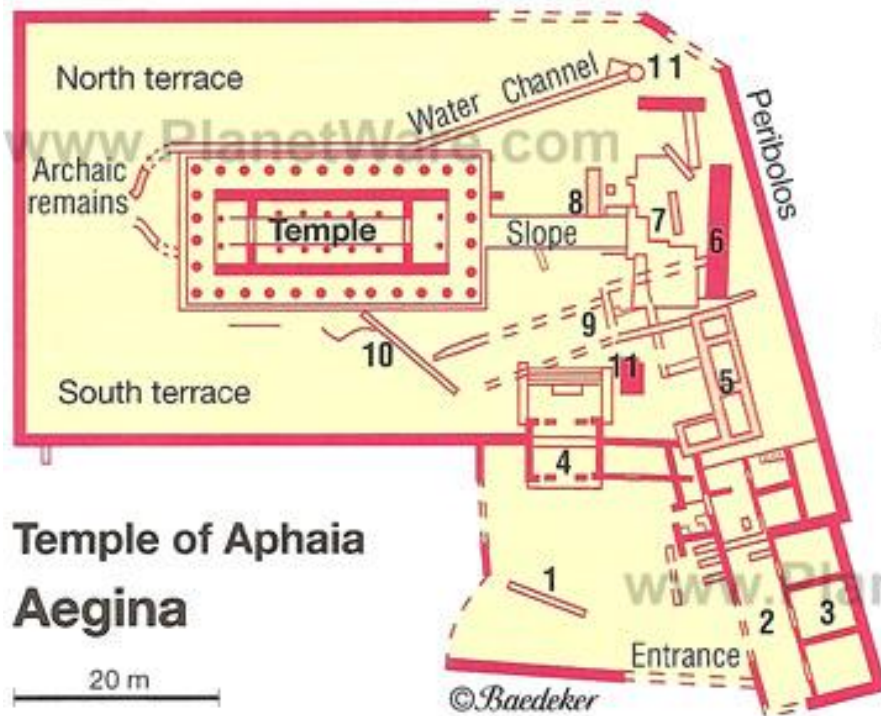 North terrace
Water Channel
11
Peribolos
www.PlanetWare.com
Archaic
remains
Temple
Slope
8
7
6
9
10
11
5
South terrace
4
Temple of Aphaia
Aegina
1
www.Plan
2
3
Entrance
20 m
©Baedeker